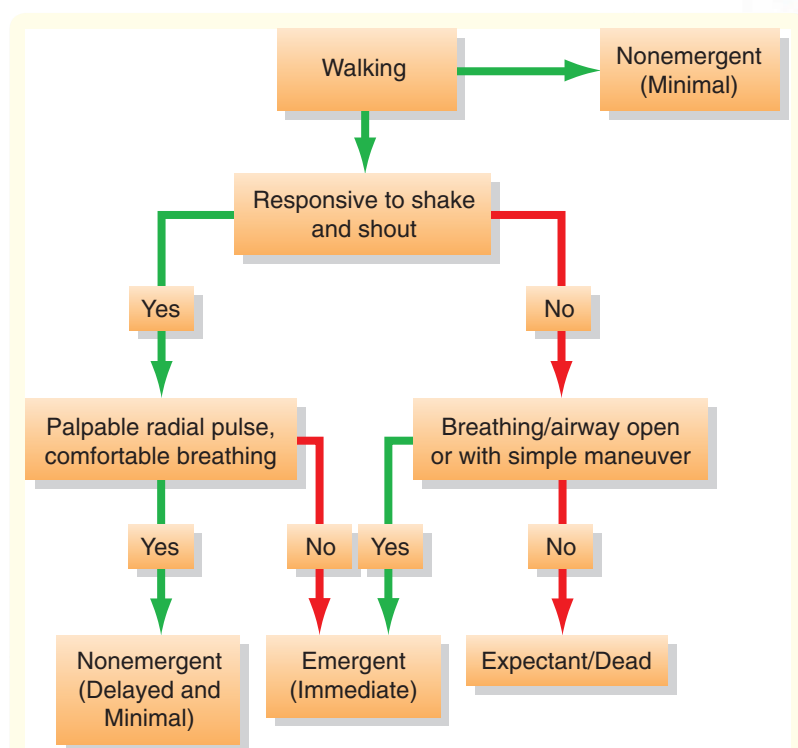 Walking
Nonemergent
(Minimal)
Responsive to shake
and shout
Yes
No
Palpable radial pulse,
comfortable breathing
Breathing/airway open
or with simple maneuver
Yes
No
Yes
No
Nonemergent
(Delayed and
Minimal)
Emergent
(Immediate)
Expectant/Dead